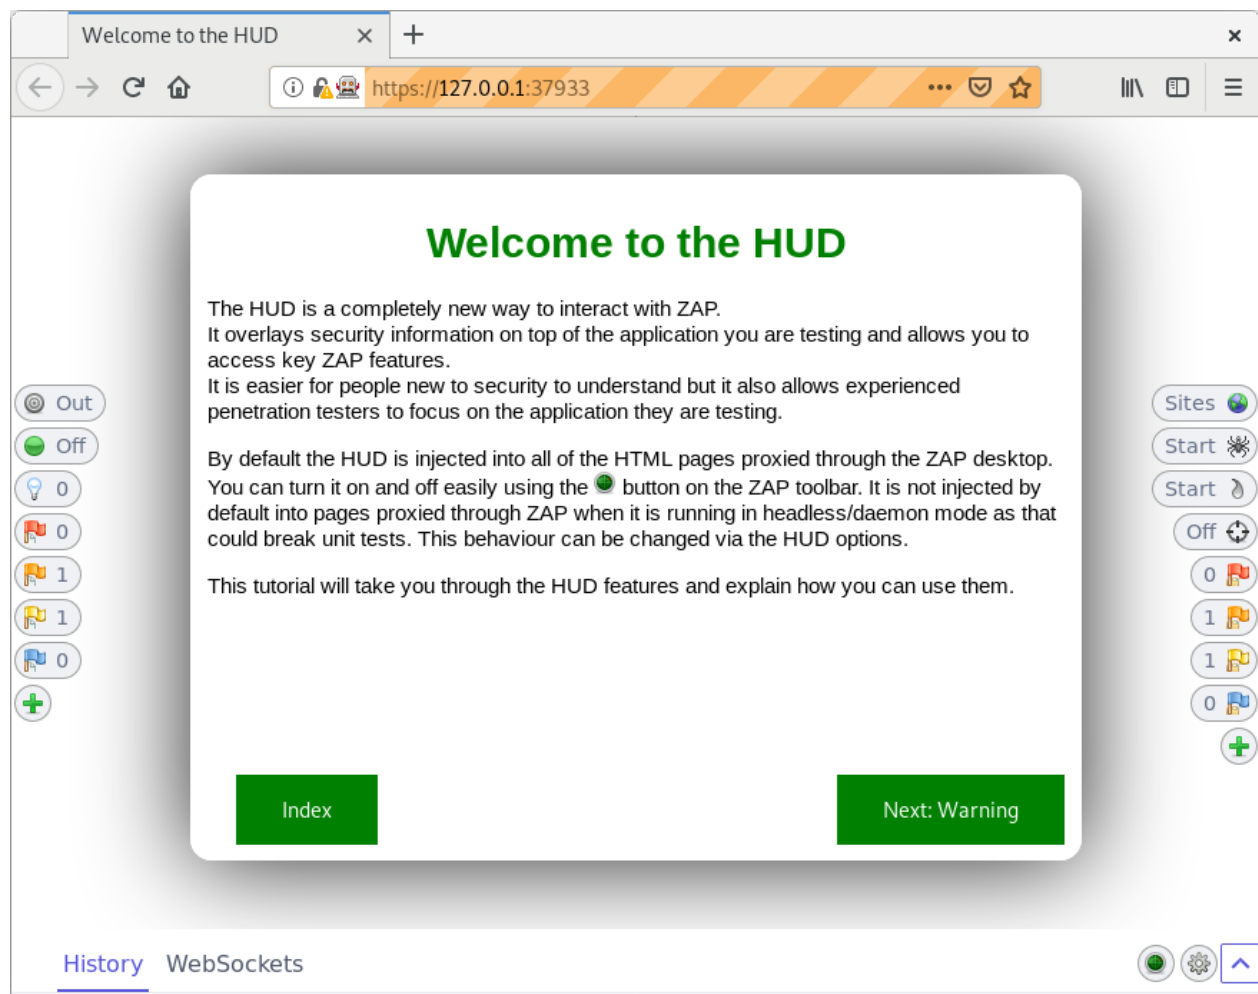 Welcome to the HUD
https://127.0.0.1:37933
Welcome to the HUD
The HUD is a completely new way to interact with ZAP.
It overlays security information on top of the application you are testing and allows you to
access key ZAP features.
It is easier for people new to security to understand but it also allows experienced
penetration testers to focus on the application they are testing.
By default the HUD is injected into all of the HTML pages proxied through the ZAP desktop.
You can turn it on and off easily using the button on the ZAP toolbar. It is not injected by
default into pages proxied through ZAP when it is running in headless/daemon mode as that
could break unit tests. This behaviour can be changed via the HUD options.
This tutorial will take you through the HUD features and explain how you can use them.
Out
Off
0
0
1
1
0
Sites
Start
Start
Off
0
1
1
0
Index
Next: Warning
History
WebSockets